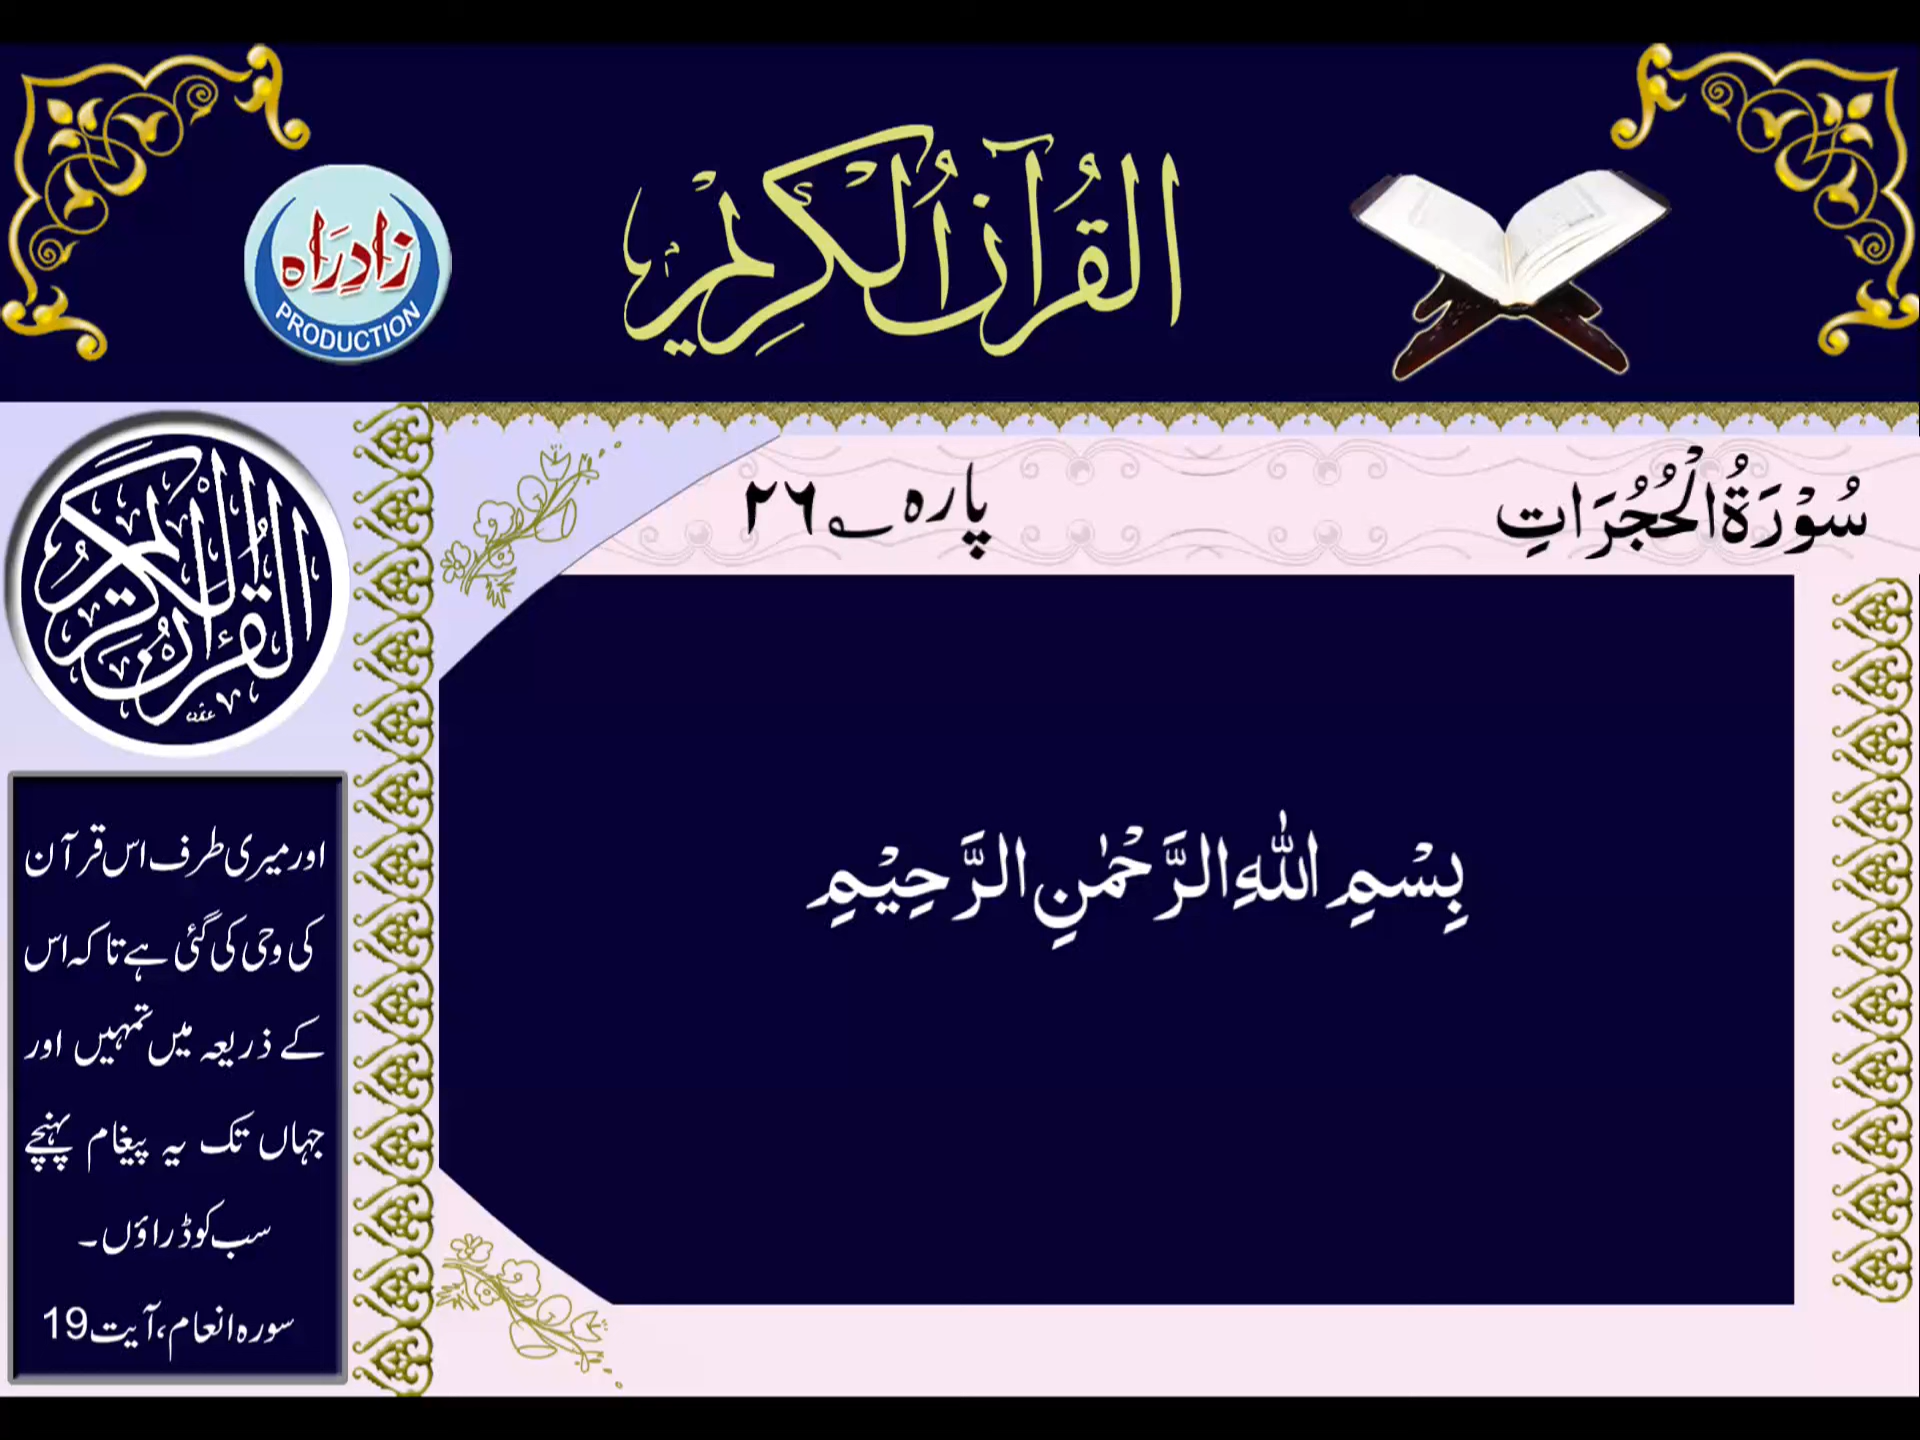 القرآن الكريم
زادِراہ
PRODUCTION
سُوْرَةُ الْحُجُرَاتِ
پارہ ۲۶
القرآن الكريم
بِسْمِ اللّٰهِ الرَّحْمٰنِ الرَّحِيْمِ
اور میری طرف اس قرآن
کی وحی کی گئی ہے تاکہ اس
کے ذریعہ میں تمہیں اور
جہاں تک یہ پیغام پہنچے
سب کو ڈراؤں۔
سورہ انعام، آیت 19